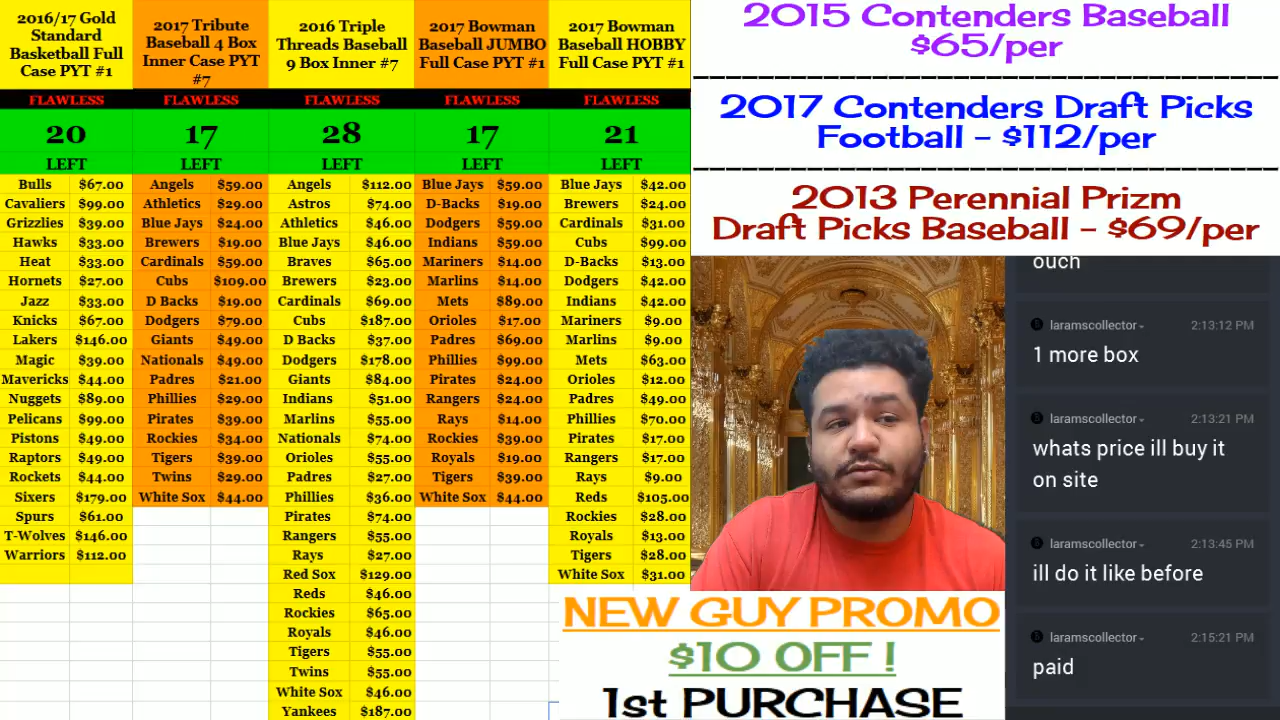 2016/17 Gold
Standard
Basketball Full
Case PYT #1
FLAWLESS
20
LEFT
Bulls $67.00
Cavaliers $99.00
Grizzlies $39.00
Hawks $33.00
Heat $33.00
Hornets $27.00
Jazz $33.00
Knicks $67.00
Lakers $146.00
Magic $39.00
Mavericks $44.00
Nuggets $89.00
Pelicans $99.00
Pistons $49.00
Raptors $49.00
Rockets $44.00
Sixers $179.00
Spurs $61.00
T-Wolves $146.00
Warriors $112.00
2017 Tribute
Baseball 4 Box
Inner Case PYT
#7
FLAWLESS
17
LEFT
Angels $59.00
Athletics $29.00
Blue Jays $24.00
Brewers $19.00
Cardinals $59.00
Cubs $109.00
D Backs $19.00
Dodgers $79.00
Giants $49.00
Nationals $49.00
Padres $21.00
Phillies $29.00
Pirates $39.00
Rockies $34.00
Tigers $39.00
Twins $29.00
White Sox $44.00
2016 Triple
Threads Baseball
9 Box Inner #7
FLAWLESS
28
LEFT
Angels $112.00
Astros $74.00
Athletics $46.00
Blue Jays $46.00
Braves $65.00
Brewers $23.00
Cardinals $69.00
Cubs $187.00
D Backs $37.00
Dodgers $178.00
Giants $84.00
Indians $51.00
Marlins $55.00
Nationals $74.00
Orioles $55.00
Padres $27.00
Phillies $36.00
Pirates $74.00
Rangers $55.00
Rays $27.00
Red Sox $129.00
Reds $46.00
Rockies $65.00
Royals $46.00
Tigers $55.00
Twins $55.00
White Sox $46.00
Yankees $187.00
2017 Bowman
Baseball JUMBO
Full Case PYT #1
FLAWLESS
17
LEFT
Blue Jays $59.00
D-Backs $19.00
Dodgers $59.00
Indians $59.00
Mariners $14.00
Marlins $14.00
Mets $89.00
Orioles $17.00
Padres $69.00
Phillies $99.00
Pirates $24.00
Rangers $24.00
Rays $14.00
Rockies $39.00
Royals $19.00
Tigers $39.00
White Sox $44.00
2017 Bowman
Baseball HOBBY
Full Case PYT #1
FLAWLESS
21
LEFT
Blue Jays $42.00
Brewers $24.00
Cardinals $31.00
Cubs $99.00
D-Backs $13.00
Dodgers $42.00
Indians $42.00
Mariners $9.00
Marlins $9.00
Mets $63.00
Orioles $12.00
Padres $49.00
Phillies $70.00
Pirates $17.00
Rangers $17.00
Rays $9.00
Reds $105.00
Rockies $28.00
Royals $13.00
Tigers $28.00
White Sox $31.00
2015 Contenders Baseball
$65/per
2017 Contenders Draft Picks
Football - $112/per
2013 Perennial Prizm
Draft Picks Baseball - $69/per
ouch
laramscollector 2:13:12 PM
1 more box
laramscollector 2:13:21 PM
whats price ill buy it
on site
laramscollector 2:13:45 PM
ill do it like before
laramscollector 2:15:21 PM
paid
NEW GUY PROMO
$10 OFF !
1st PURCHASE